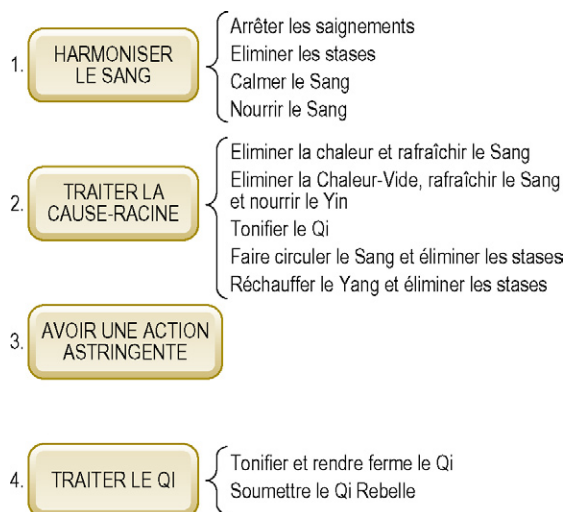 1.
HARMONISER
LE SANG
Arrêter les saignements
Eliminer les stases
Calmer le Sang
Nourrir le Sang
2.
TRAITER LA
CAUSE-RACINE
Eliminer la chaleur et rafraîchir le Sang
Eliminer la Chaleur-Vide, rafraîchir le Sang
et nourrir le Yin
Tonifier le Qi
Faire circuler le Sang et éliminer les stases
Réchauffer le Yang et éliminer les stases
3.
AVOIR UNE ACTION
ASTRINGENTE
4.
TRAITER LE QI
Tonifier et rendre ferme le Qi
Soumettre le Qi Rebelle